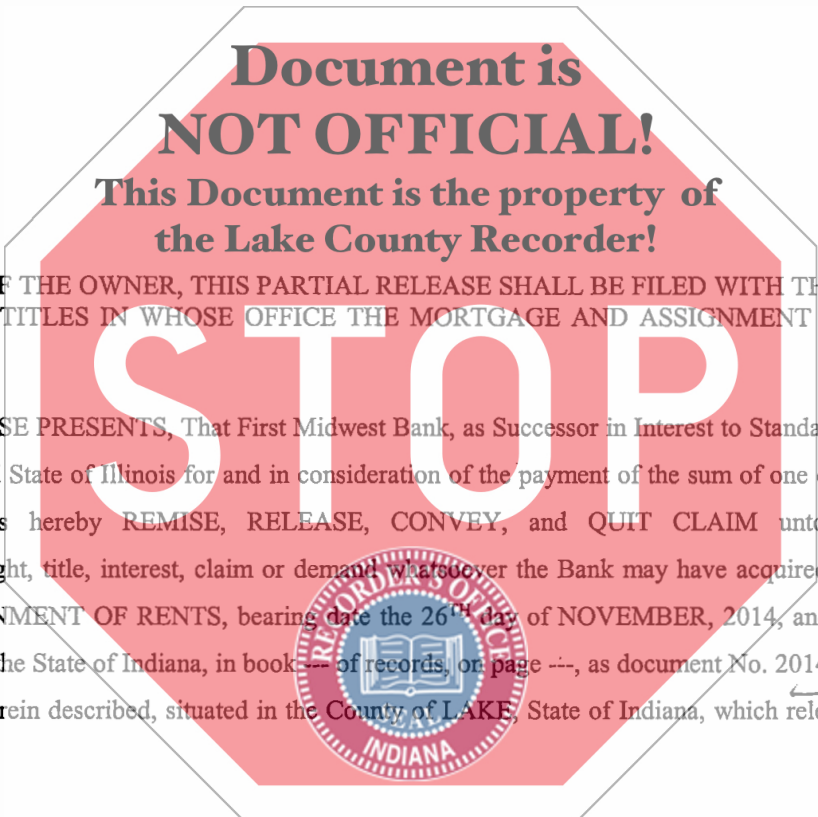 Document is
NOT OFFICIAL!
This Document is the property of
the Lake County Recorder!
F THE OWNER, THIS PARTIAL RELEASE SHALL BE FILED WITH TH
TITLES IN WHOSE OFFICE THE MORTGAGE AND ASSIGNMENT
STOP
SE PRESENTS, That First Midwest Bank, as Successor in Interest to Standa
State of Illinois for and in consideration of the payment of the sum of one
s hereby REMISE, RELEASE, CONVEY, and QUIT CLAIM unto
ght, title, interest, claim or demand whatsoever the Bank may have acquired
NMENT OF RENTS, bearing date the 26TH day of NOVEMBER, 2014, an
he State of Indiana, in book --- of records, on page ---, as document No. 2014
rein described, situated in the County of LAKE, State of Indiana, which rele
RECORDER'S OFFICE
SEAL
INDIANA